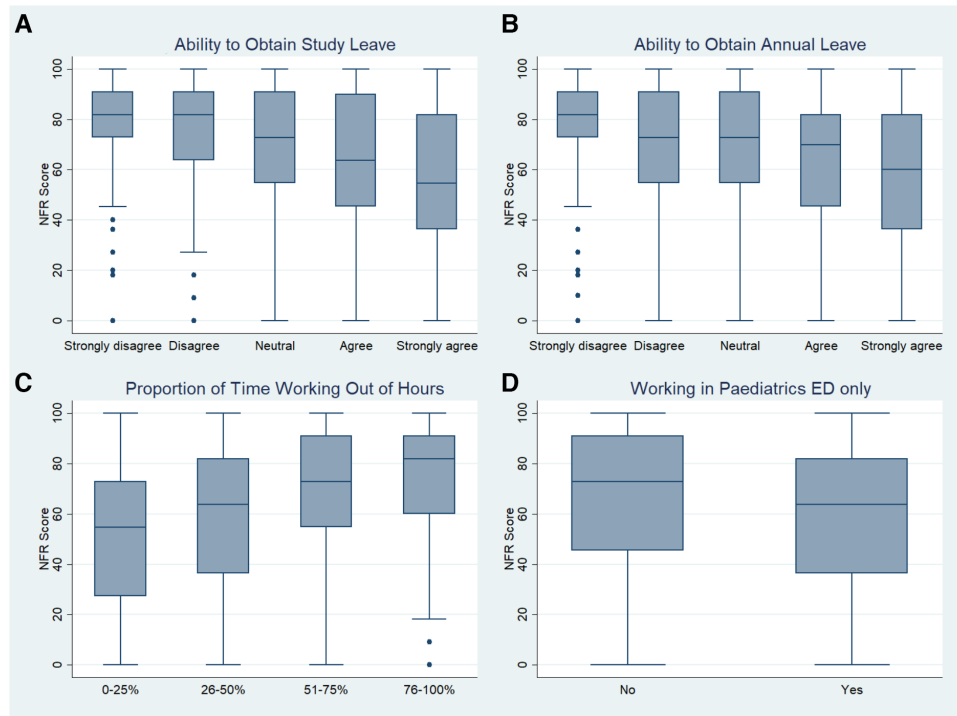 A
Ability to Obtain Study Leave
NFR Score
100
80
60
40
20
0
Strongly disagree Disagree Neutral Agree Strongly agree
B
Ability to Obtain Annual Leave
NFR Score
100
80
60
40
20
0
Strongly disagree Disagree Neutral Agree Strongly agree
C
Proportion of Time Working Out of Hours
NFR Score
100
80
60
40
20
0
0-25% 26-50% 51-75% 76-100%
D
Working in Paediatrics ED only
NFR Score
100
80
60
40
20
0
No Yes